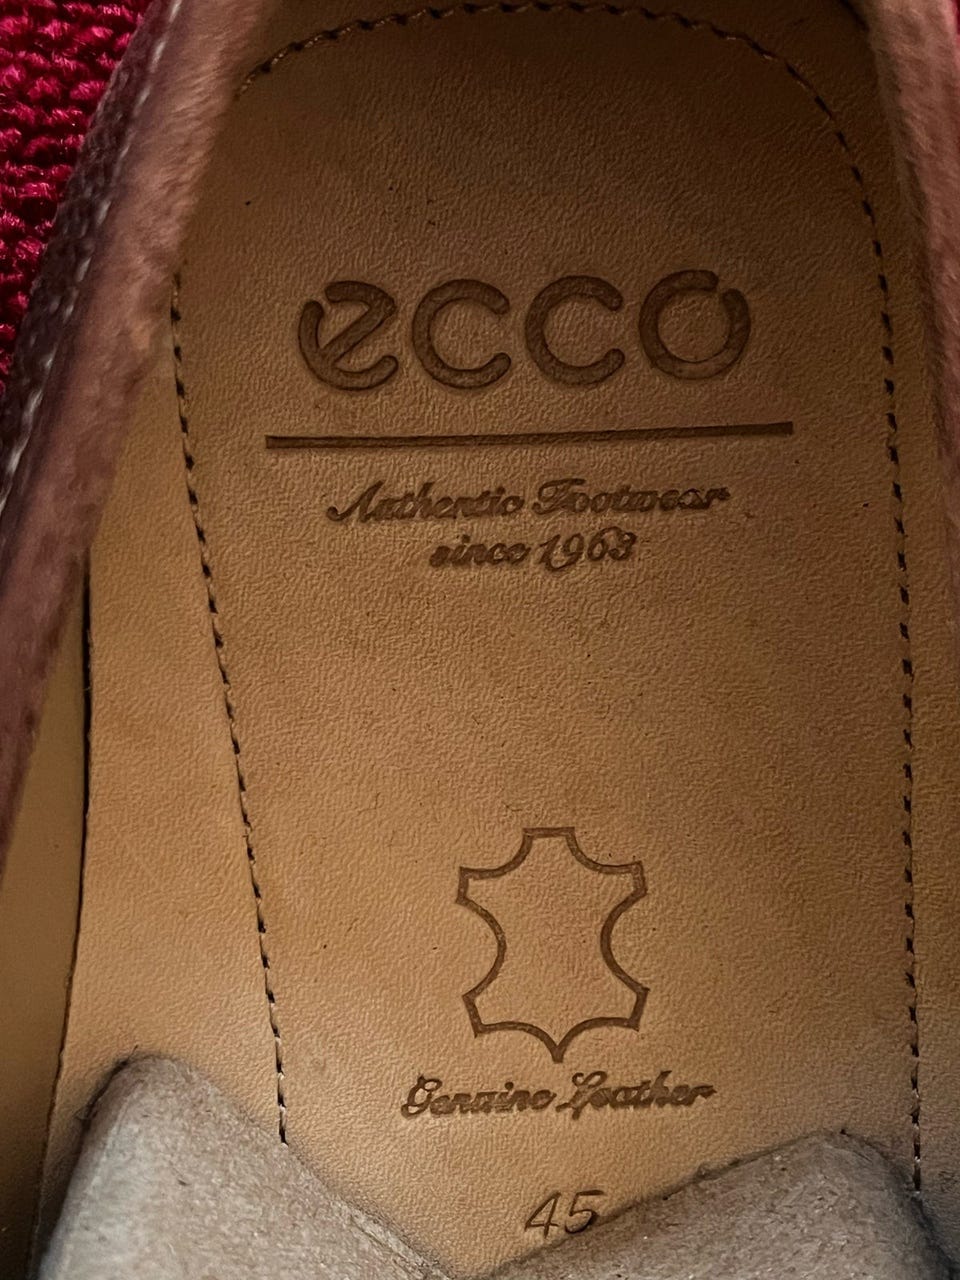 ecco
Authentic Footwear
since 1963
Genuine Leather
45